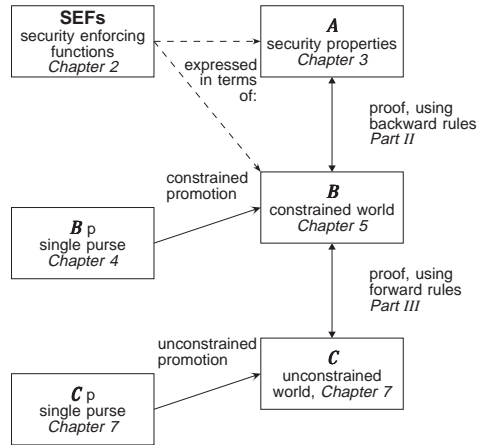 SEFs
security enforcing
functions
Chapter 2
A
security properties
Chapter 3
expressed
in terms
of:
proof, using
backward rules
Part II
constrained
promotion
B
constrained world
Chapter 5
B p
single purse
Chapter 4
proof, using
forward rules
Part III
unconstrained
promotion
C
unconstrained
world, Chapter 7
C p
single purse
Chapter 7